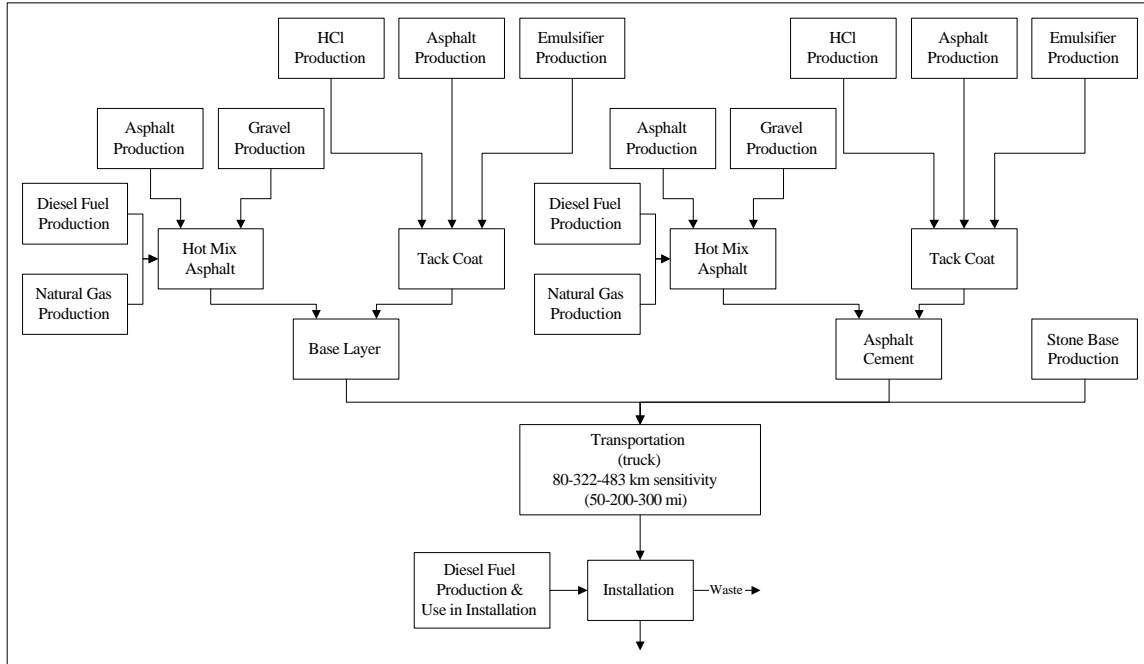 HCl
Production
Asphalt
Production
Emulsifier
Production
HCl
Production
Asphalt
Production
Emulsifier
Production
Asphalt
Production
Gravel
Production
Asphalt
Production
Gravel
Production
Diesel Fuel
Production
Hot Mix
Asphalt
Tack Coat
Diesel Fuel
Production
Hot Mix
Asphalt
Tack Coat
Natural Gas
Production
Natural Gas
Production
Base Layer
Asphalt
Cement
Stone Base
Production
Transportation
(truck)
80-322-483 km sensitivity
(50-200-300 mi)
Diesel Fuel
Production &
Use in Installation
Installation
Waste